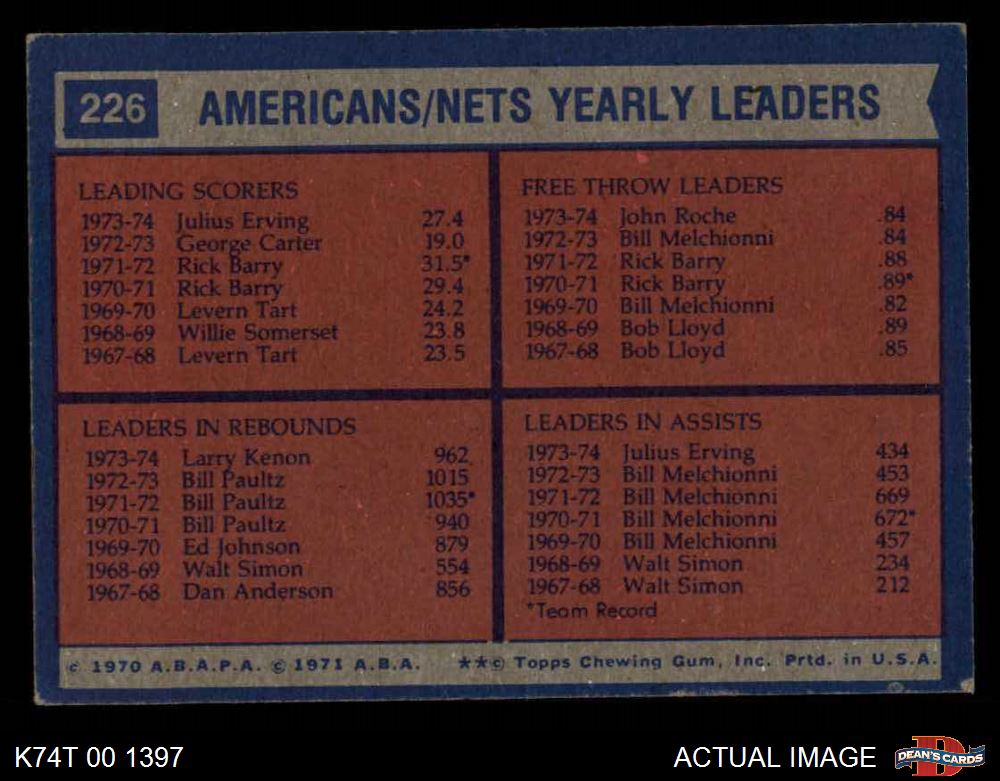 226 AMERICANS/NETS YEARLY LEADERS
LEADING SCORERS
1973-74 Julius Erving 27.4
1972-73 George Carter 19.0
1971-72 Rick Barry 31.5*
1970-71 Rick Barry 29.4
1969-70 Levern Tart 24.2
1968-69 Willie Somerset 23.8
1967-68 Levern Tart 23.5
FREE THROW LEADERS
1973-74 John Roche .84
1972-73 Bill Melchionni .84
1971-72 Rick Barry .88
1970-71 Rick Barry .89*
1969-70 Bill Melchionni .82
1968-69 Bob Lloyd .89
1967-68 Bob Lloyd .85
LEADERS IN REBOUNDS
1973-74 Larry Kenon 962
1972-73 Bill Paultz 1015
1971-72 Bill Paultz 1035*
1970-71 Bill Paultz 940
1969-70 Ed Johnson 879
1968-69 Walt Simon 554
1967-68 Dan Anderson 856
LEADERS IN ASSISTS
1973-74 Julius Erving 434
1972-73 Bill Melchionni 453
1971-72 Bill Melchionni 669
1970-71 Bill Melchionni 672*
1969-70 Bill Melchionni 457
1968-69 Walt Simon 234
1967-68 Walt Simon 212
*Team Record
© 1970 A.B.A.P.A. © 1971 A.B.A. **© Topps Chewing Gum, Inc. Prtd. in U.S.A.
K74T 00 1397
ACTUAL IMAGE
D
DEAN'S CARDS